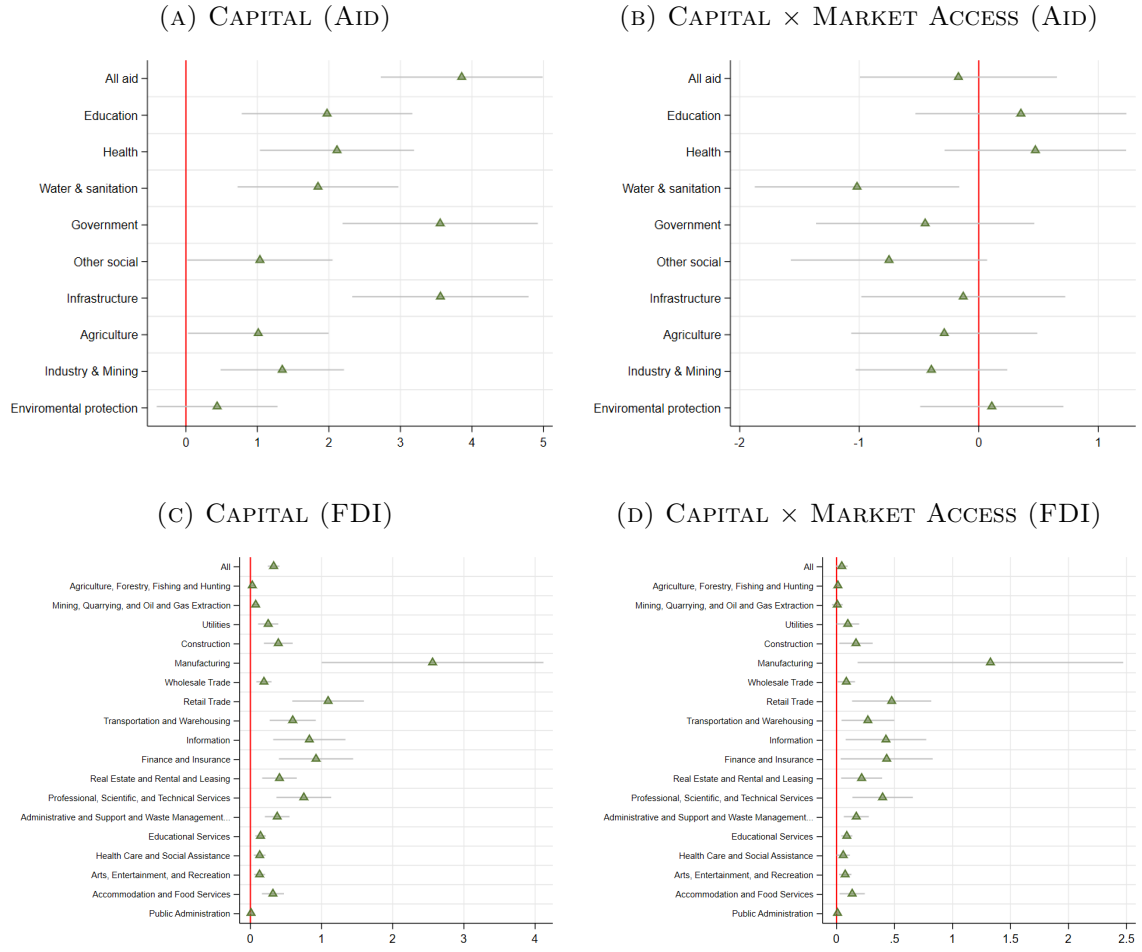 (A) CAPITAL (AID)
All aid
Education
Health
Water & sanitation
Government
Other social
Infrastructure
Agriculture
Industry & Mining
Enviromental protection
0 1 2 3 4 5
(B) CAPITAL × MARKET ACCESS (AID)
All aid
Education
Health
Water & sanitation
Government
Other social
Infrastructure
Agriculture
Industry & Mining
Enviromental protection
-2 -1 0 1
(C) CAPITAL (FDI)
All
Agriculture, Forestry, Fishing and Hunting
Mining, Quarrying, and Oil and Gas Extraction
Utilities
Construction
Manufacturing
Wholesale Trade
Retail Trade
Transportation and Warehousing
Information
Finance and Insurance
Real Estate and Rental and Leasing
Professional, Scientific, and Technical Services
Administrative and Support and Waste Management...
Educational Services
Health Care and Social Assistance
Arts, Entertainment, and Recreation
Accommodation and Food Services
Public Administration
0 1 2 3 4
(D) CAPITAL × MARKET ACCESS (FDI)
All
Agriculture, Forestry, Fishing and Hunting
Mining, Quarrying, and Oil and Gas Extraction
Utilities
Construction
Manufacturing
Wholesale Trade
Retail Trade
Transportation and Warehousing
Information
Finance and Insurance
Real Estate and Rental and Leasing
Professional, Scientific, and Technical Services
Administrative and Support and Waste Management...
Educational Services
Health Care and Social Assistance
Arts, Entertainment, and Recreation
Accommodation and Food Services
Public Administration
0 .5 1 1.5 2 2.5